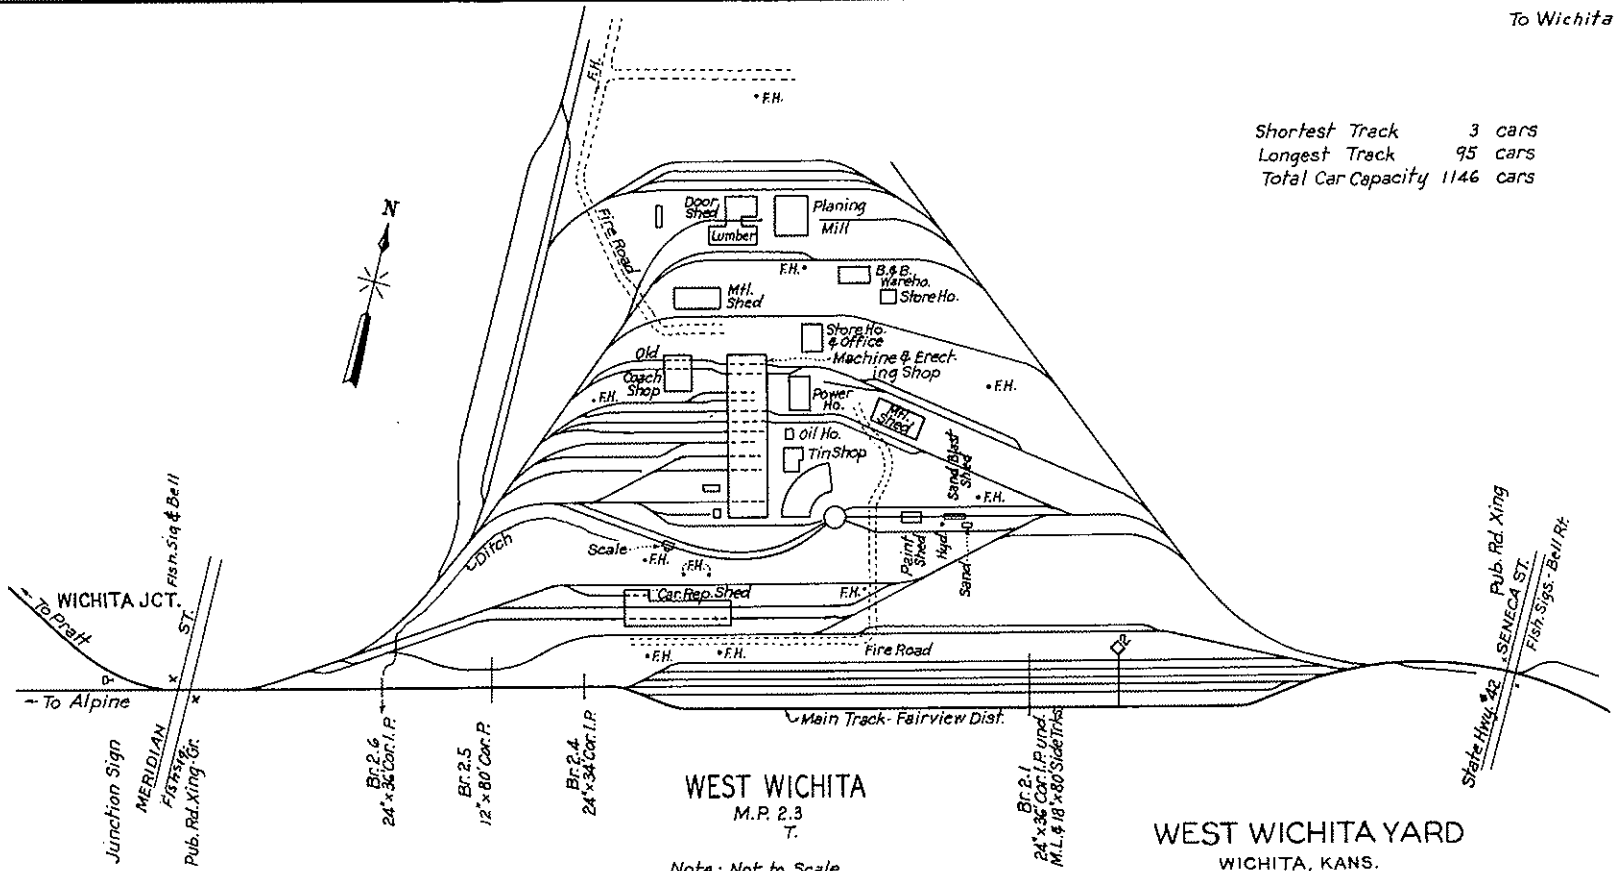 To Wichita
Shortest Track 3 cars
Longest Track 95 cars
Total Car Capacity 1146 cars
N
F.H.
F.H.
Fire Road
Door
Shed
Lumber
Planing
Mill
F.H.
B.&B.
Wareho.
Store Ho.
Mtl.
Shed
Store Ho.
& Office
Machine & Erect-
ing Shop
Old
Coach
Shop
F.H.
F.H.
Power
Ho.
Mtl.
Shed
Oil Ho.
Tin Shop
Sand Blast
Shed
F.H.
Ditch
Scale
F.H.
F.H.
Paint
Shed
Hyd.
Sand
Car Rep. Shed
F.H.
Fire Road
F.H.
F.H.
2
WICHITA JCT.
To Pratt
To Alpine
Fish. Sig & Bell
MERIDIAN ST.
Fish sig.
Pub. Rd. Xing-Gr.
Junction Sign
Main Track - Fairview Dist.
Br. 2.6
24"x36' Cor. I.P.
Br. 2.5
12"x80' Cor. P.
Br. 2.4
24"x34' Cor. I.P.
Br. 2.1
24"x36' Cor. I.P. und.
M.L. & 18"x80' Side Trks.
Pub. Rd. Xing
SENECA ST.
Fish. Sigs. - Bell Rt.
State Hwy. #42
WEST WICHITA
M.P. 2.3
T.
Note: Not to Scale
WEST WICHITA YARD
WICHITA, KANS.